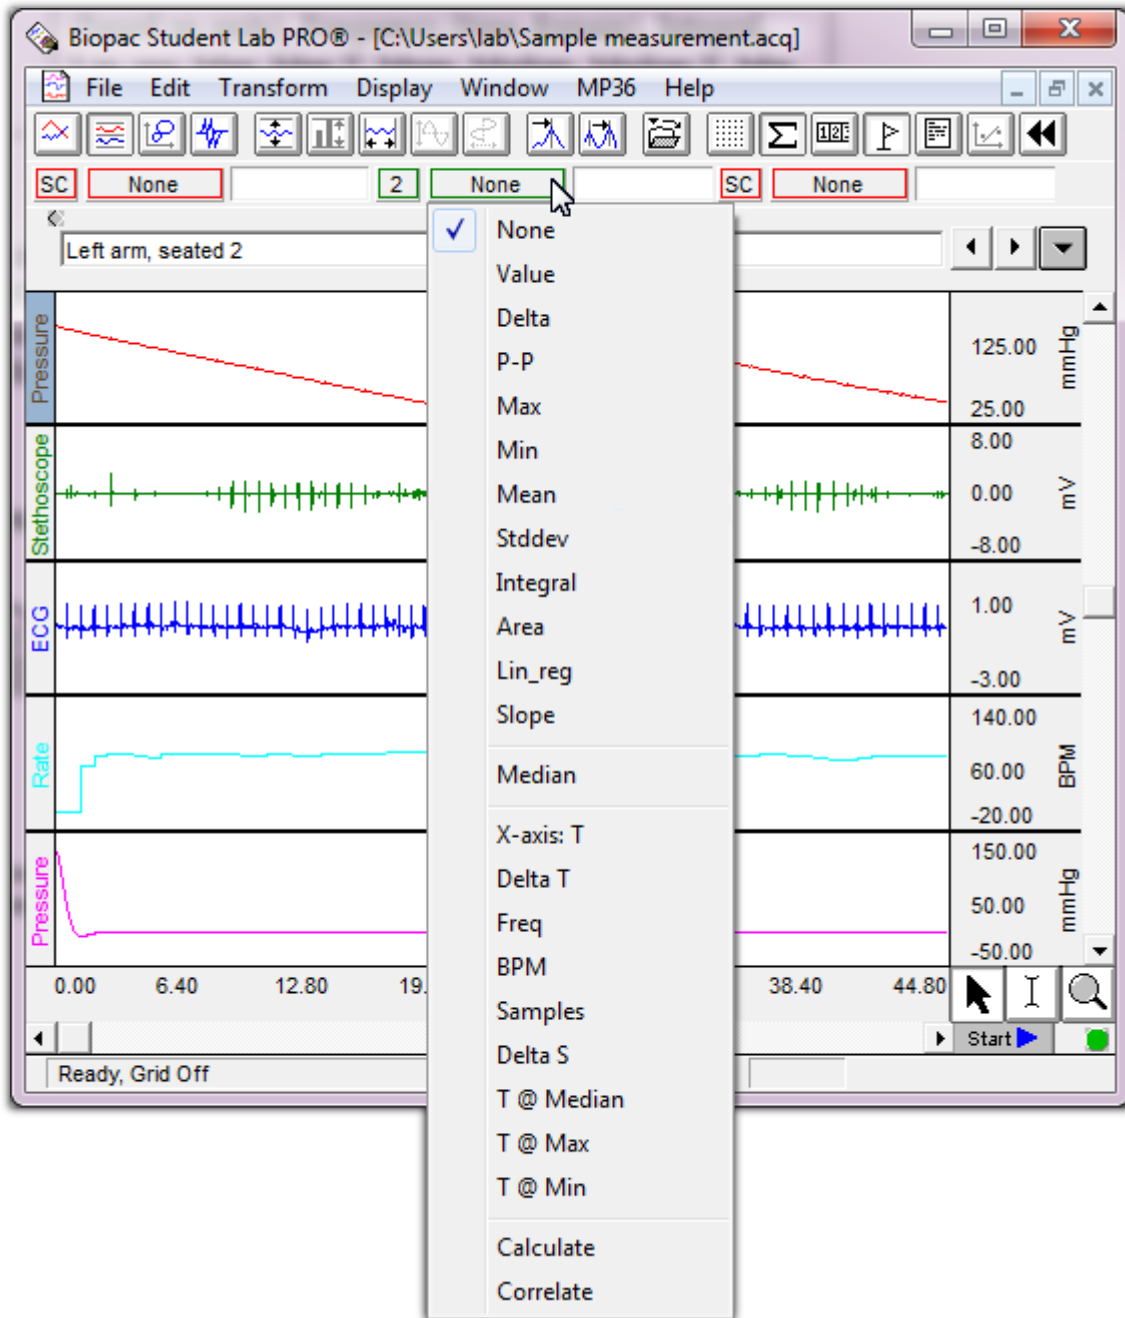 Biopac Student Lab PRO® - [C:\Users\lab\Sample measurement.acq]
File Edit Transform Display Window MP36 Help
SC None 2 None SC None
Left arm, seated 2
None
Value
Delta
P-P
Max
Min
Mean
Stddev
Integral
Area
Lin_reg
Slope
Median
X-axis: T
Delta T
Freq
BPM
Samples
Delta S
T @ Median
T @ Max
T @ Min
Calculate
Correlate
Pressure
125.00
25.00
mmHg
Stethoscope
8.00
0.00
-8.00
mV
ECG
1.00
-3.00
mV
Rate
140.00
60.00
-20.00
BPM
Pressure
150.00
50.00
-50.00
mmHg
0.00 6.40 12.80 19. 38.40 44.80
Start
Ready, Grid Off